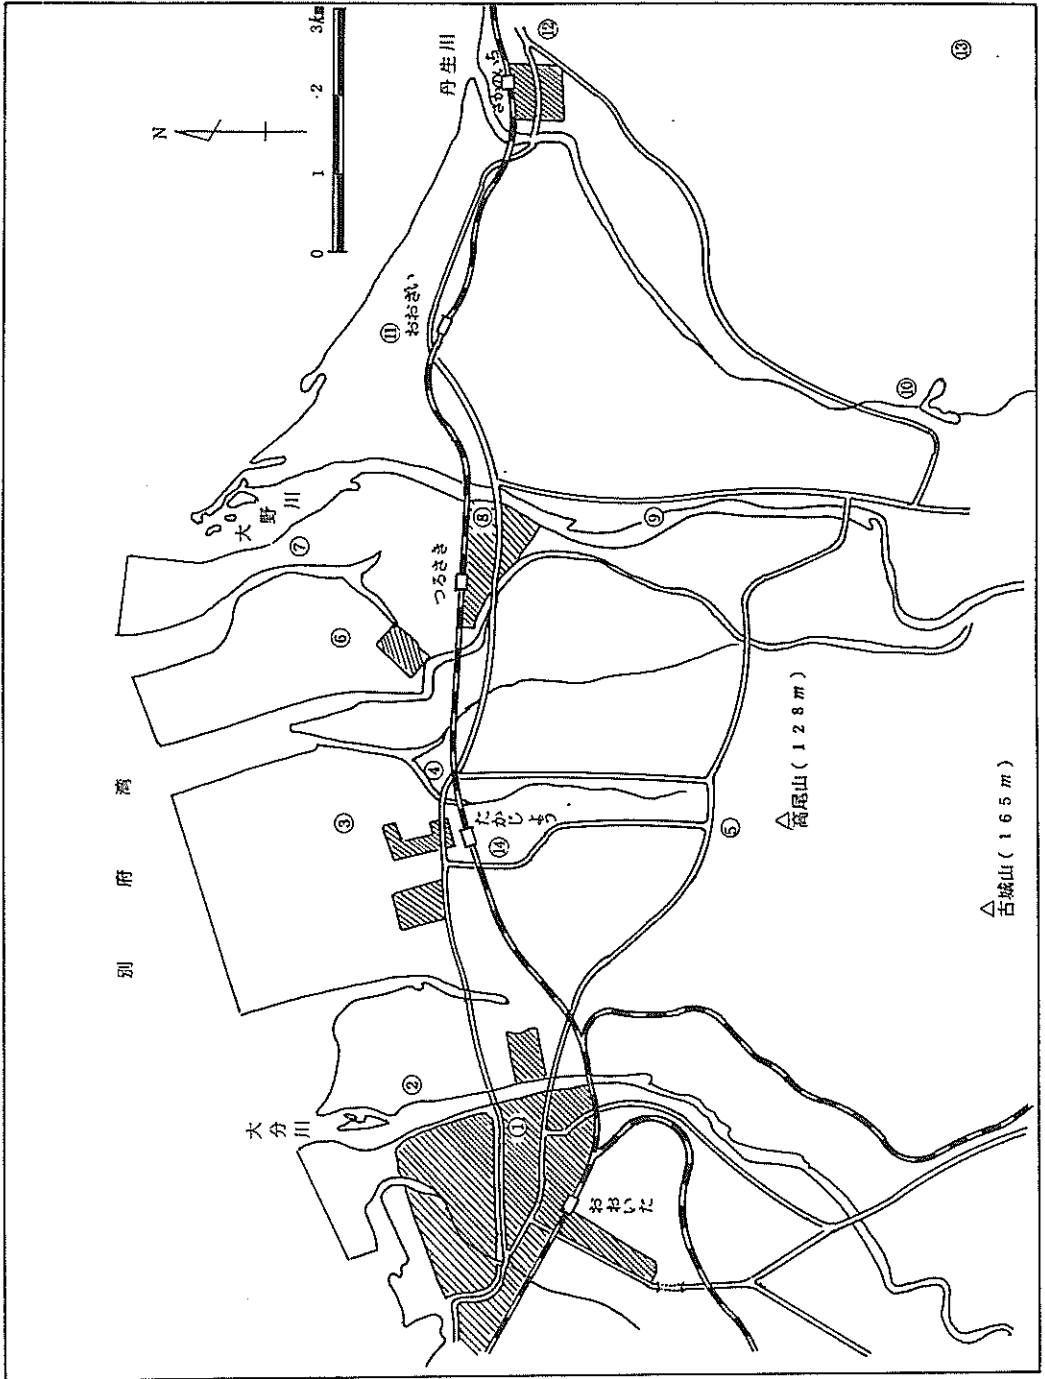 別府湾
N
0 1 2 3km
大分川
大野川
丹生川
おおいた
たかじょう
つるさき
おおざい
さかのいち
高尾山(128m)
古城山(165m)
①
②
③
④
⑤
⑥
⑦
⑧
⑨
⑩
⑪
⑫
⑬
⑭